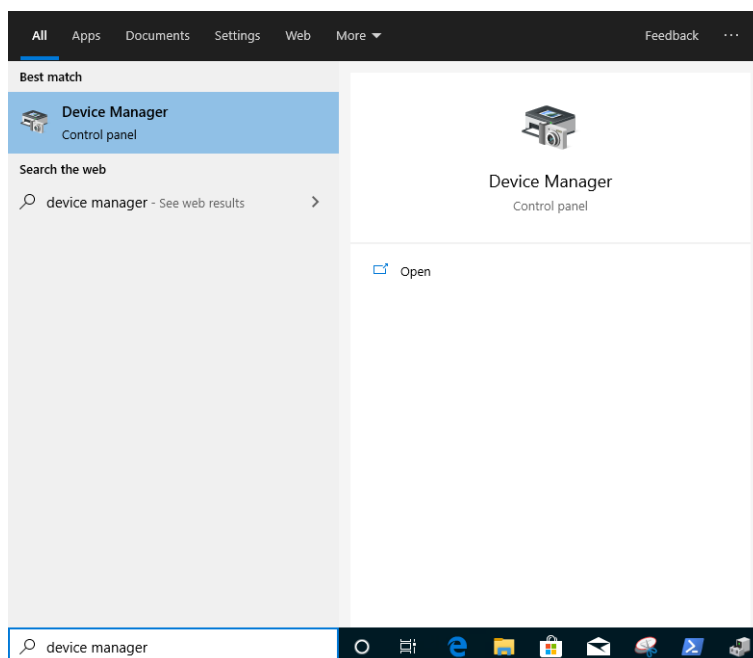 All Apps Documents Settings Web More Feedback ...
Best match
Device Manager
Control panel
Search the web
device manager - See web results
Device Manager
Control panel
Open
device manager